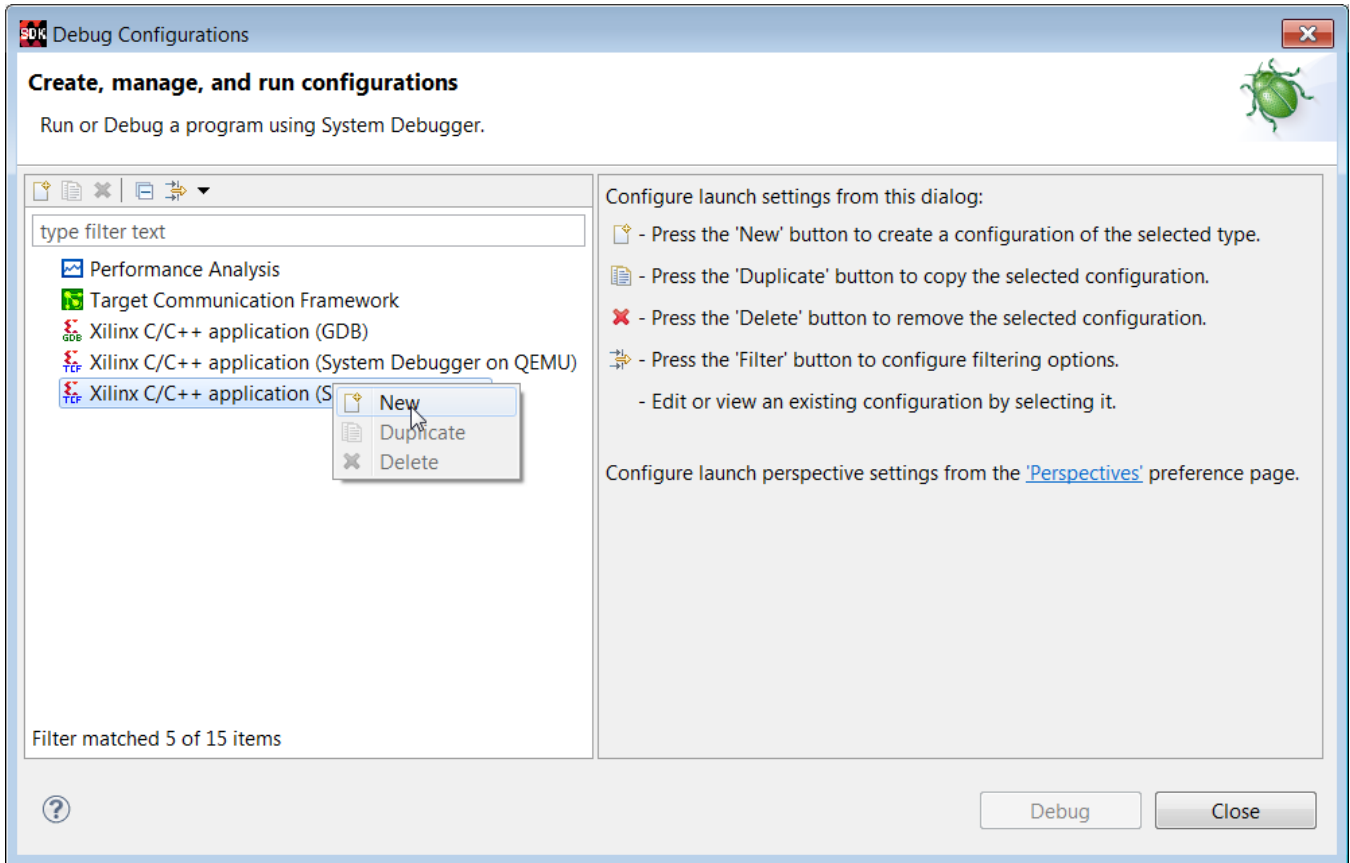 SDK Debug Configurations
Create, manage, and run configurations
Run or Debug a program using System Debugger.
type filter text
Performance Analysis
Target Communication Framework
GDB Xilinx C/C++ application (GDB)
TCF Xilinx C/C++ application (System Debugger on QEMU)
TCF Xilinx C/C++ application (S
New
Duplicate
Delete
Filter matched 5 of 15 items
Configure launch settings from this dialog:
- Press the 'New' button to create a configuration of the selected type.
- Press the 'Duplicate' button to copy the selected configuration.
- Press the 'Delete' button to remove the selected configuration.
- Press the 'Filter' button to configure filtering options.
- Edit or view an existing configuration by selecting it.
Configure launch perspective settings from the 'Perspectives' preference page.
?
Debug
Close